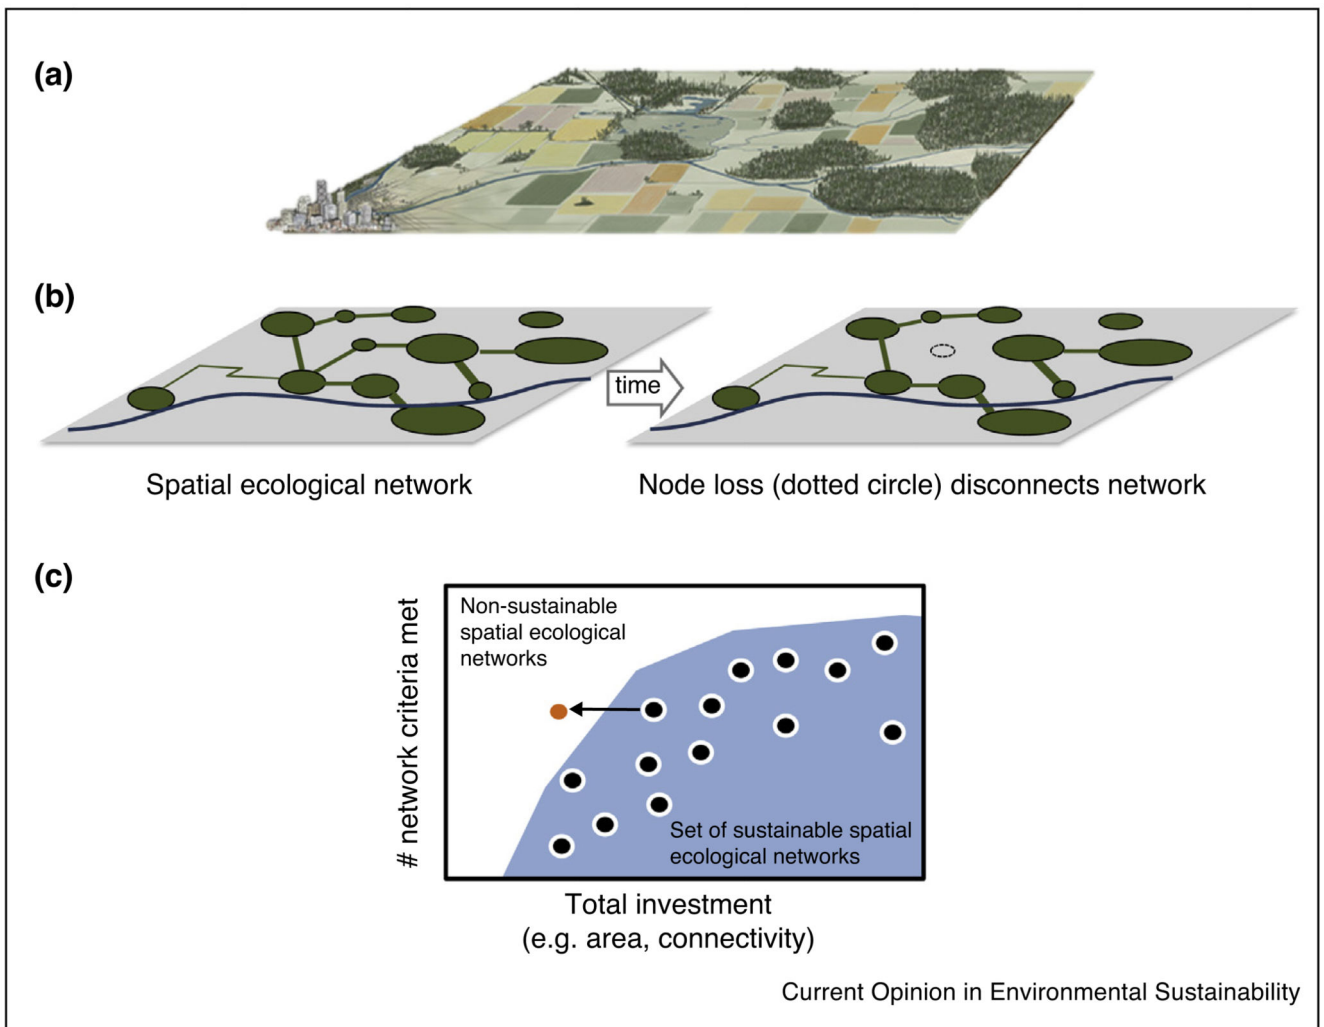 (a)
(b)
time
Spatial ecological network
Node loss (dotted circle) disconnects network
(c)
# network criteria met
Non-sustainable
spatial ecological
networks
Set of sustainable spatial
ecological networks
Total investment
(e.g. area, connectivity)
Current Opinion in Environmental Sustainability